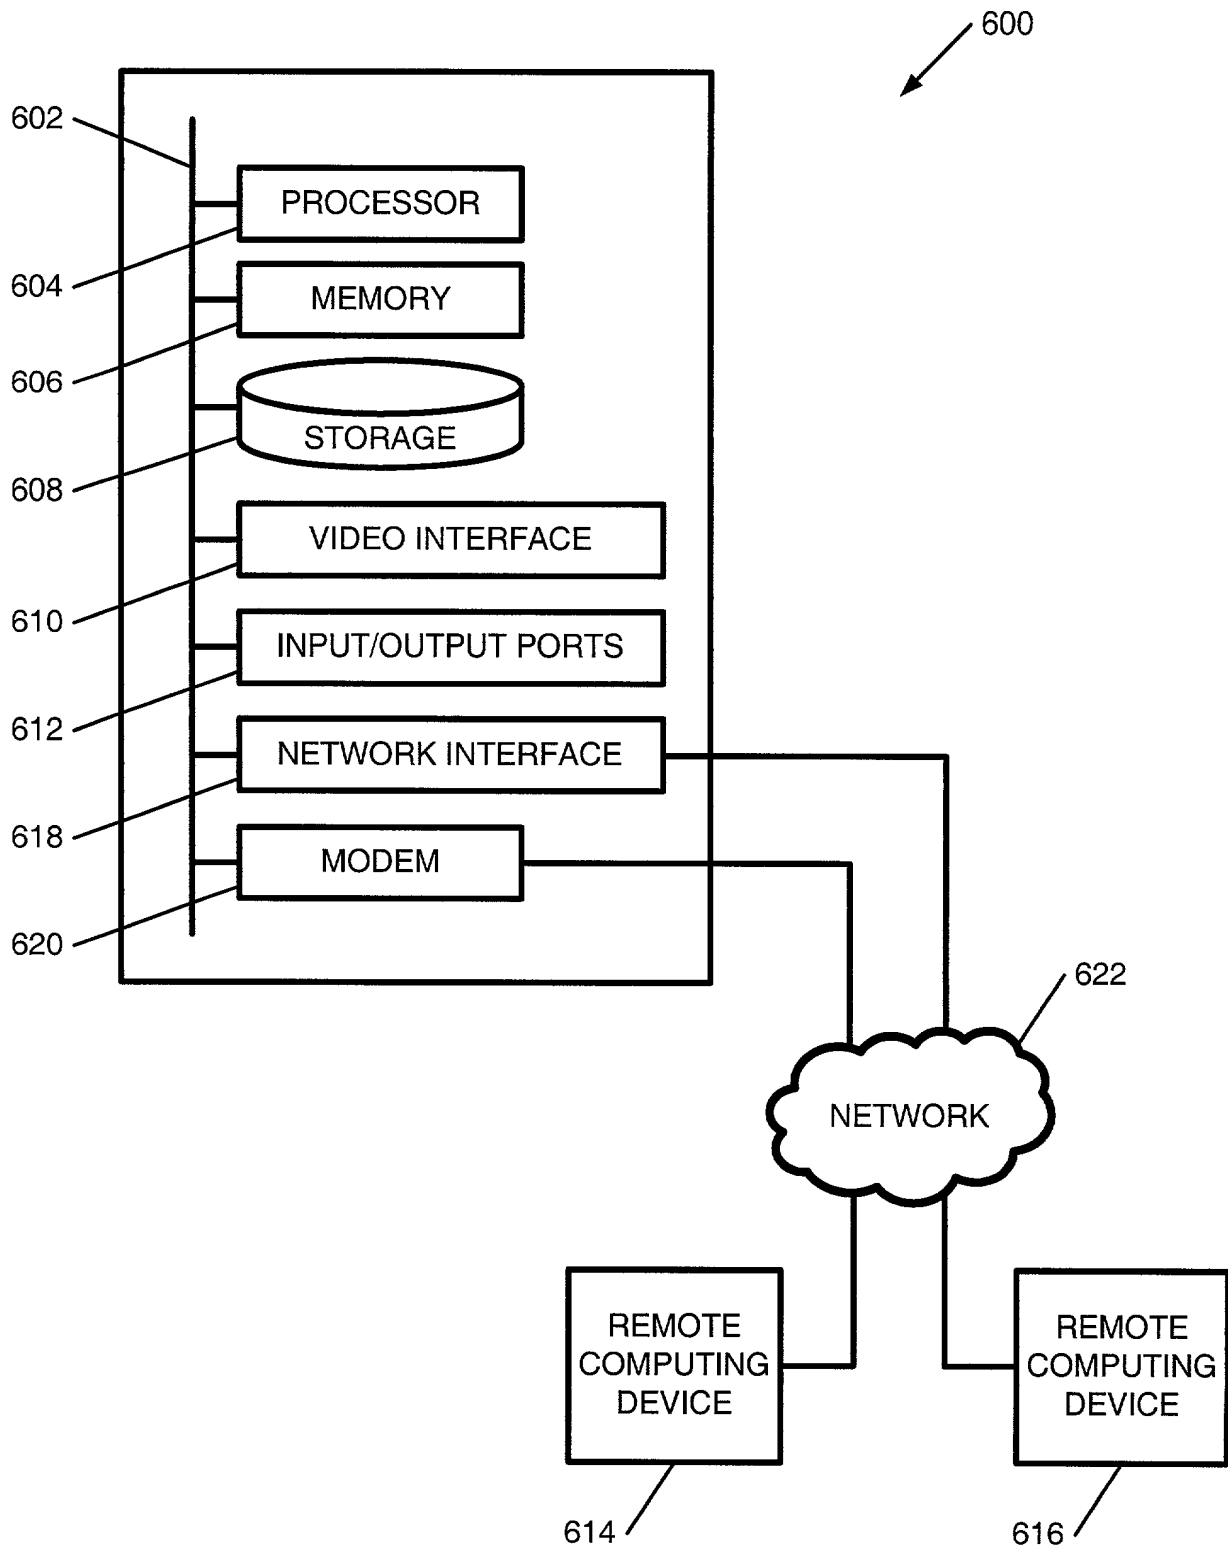 600
602
PROCESSOR
604
MEMORY
606
STORAGE
608
VIDEO INTERFACE
610
INPUT/OUTPUT PORTS
612
NETWORK INTERFACE
618
MODEM
620
622
NETWORK
REMOTE
COMPUTING
DEVICE
REMOTE
COMPUTING
DEVICE
614
616